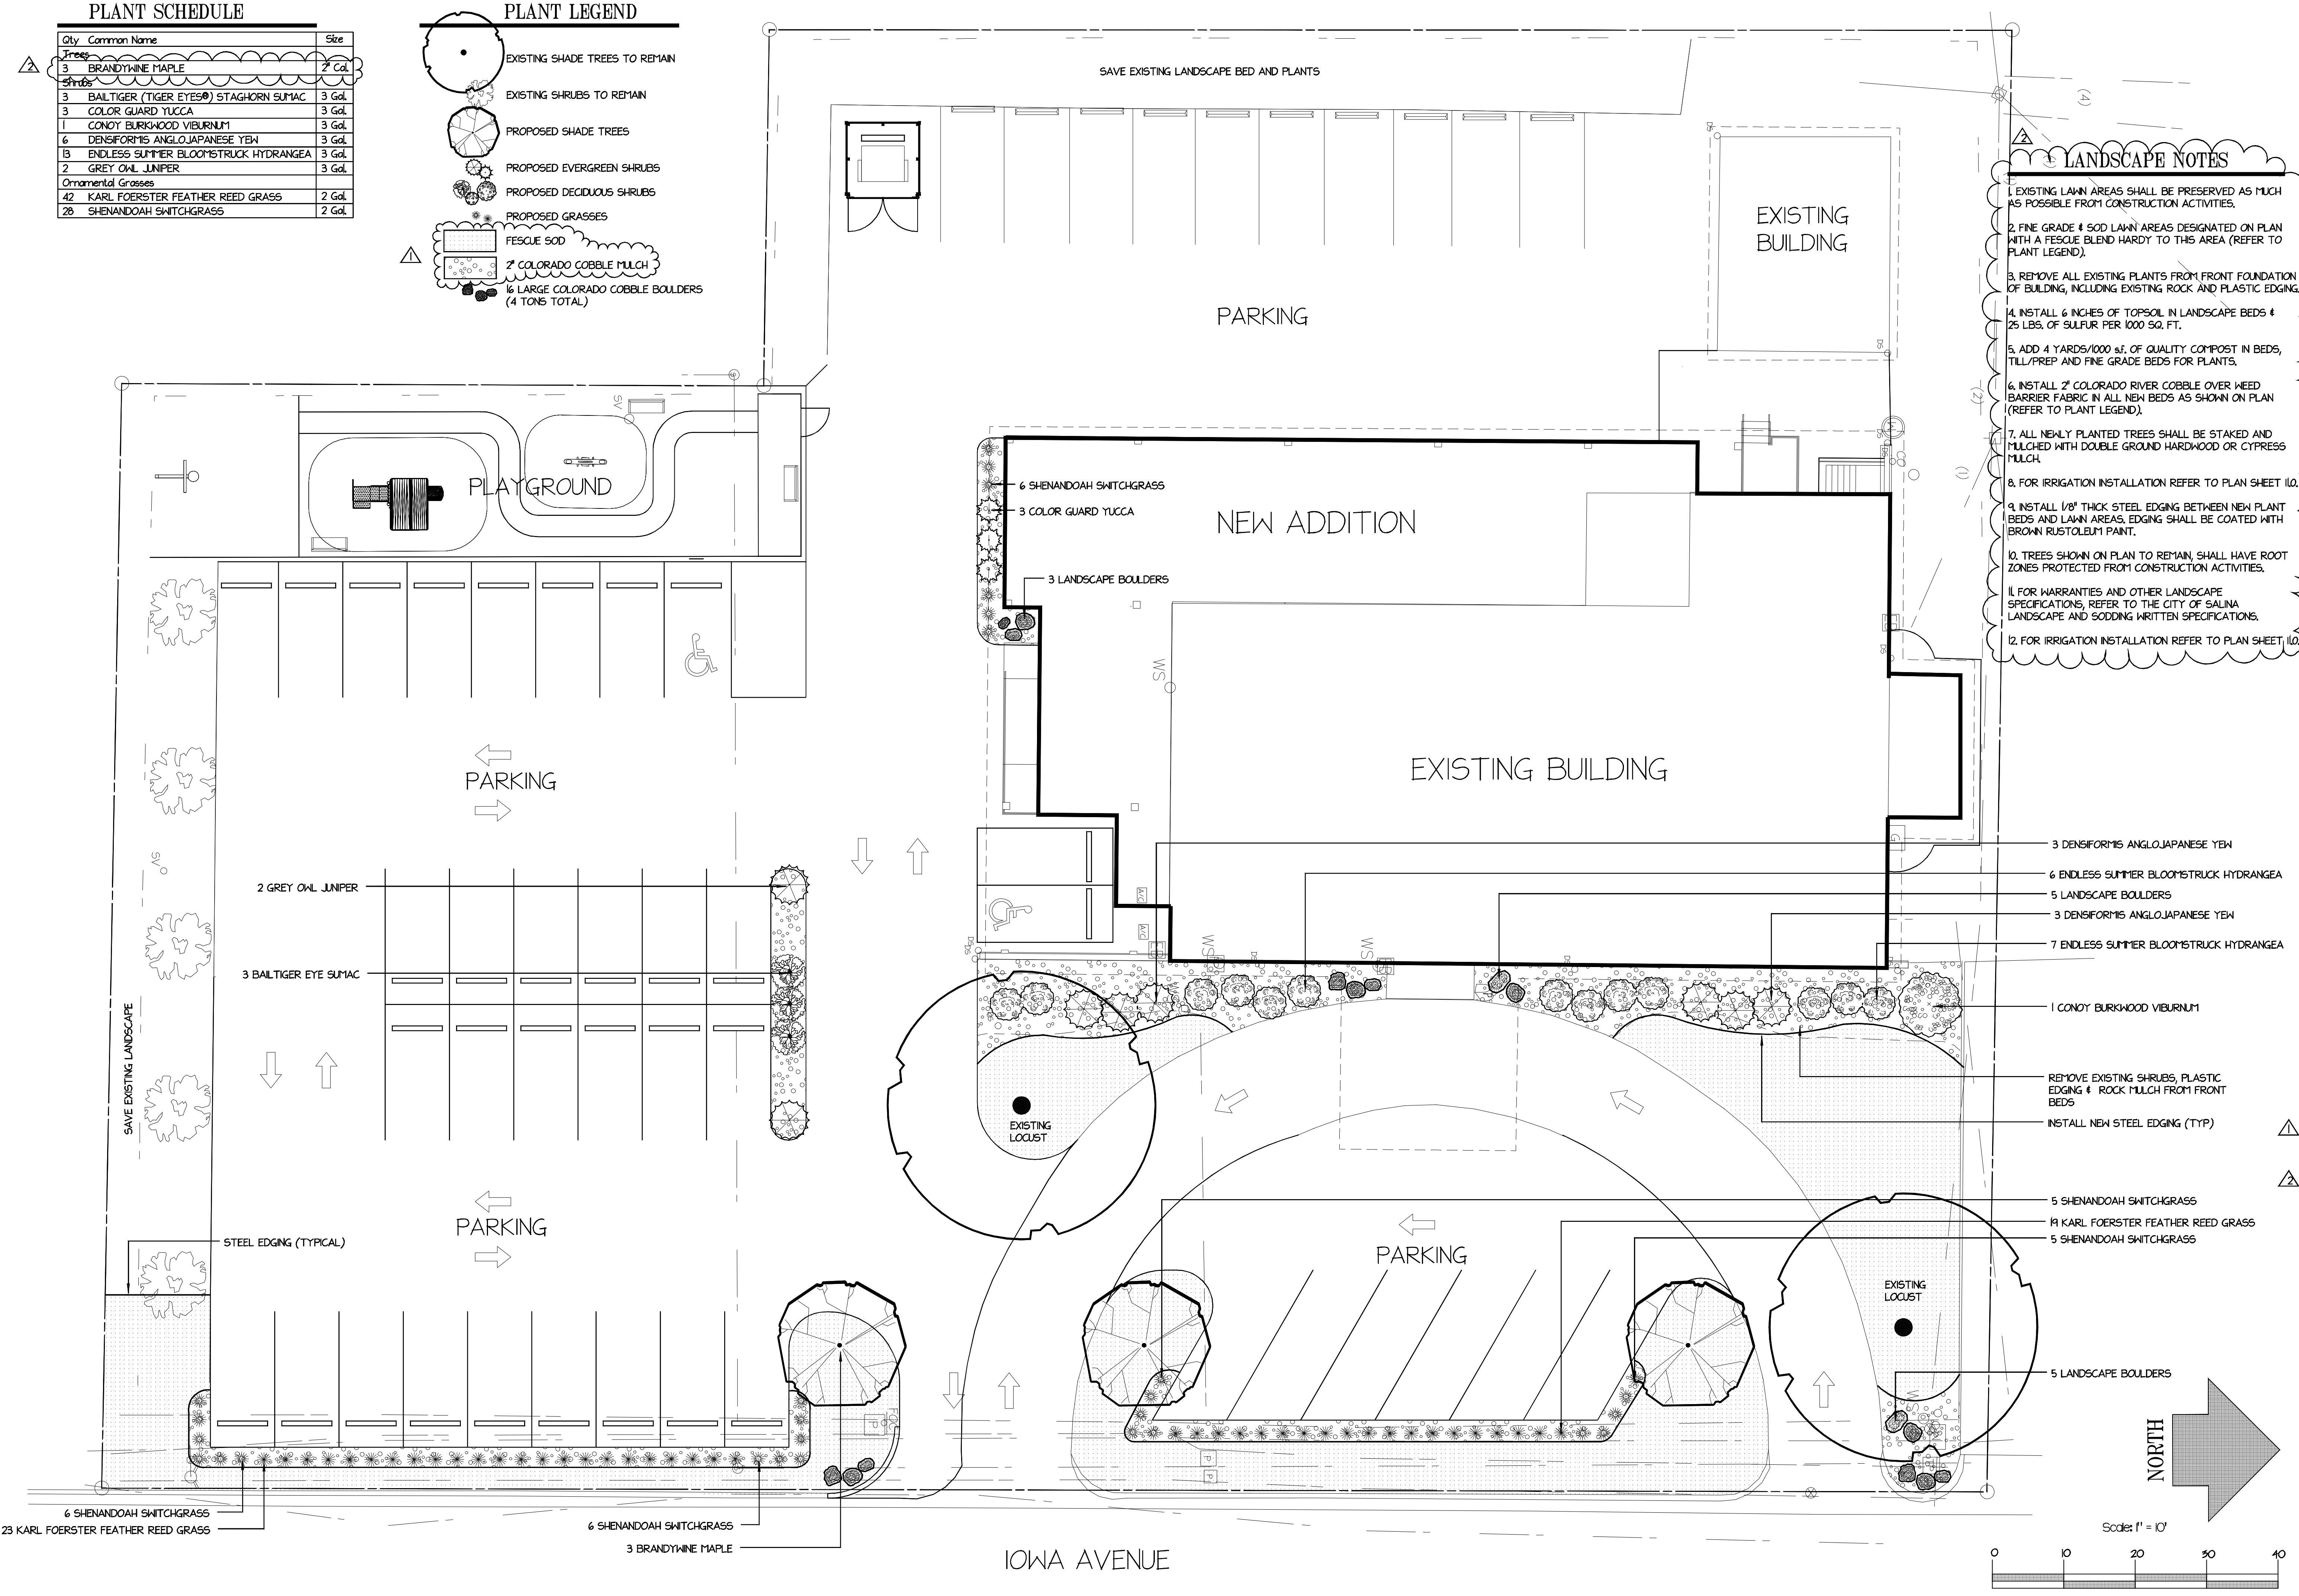 PLANT SCHEDULE
Qty Common Name Size
Trees
3 BRANDYWINE MAPLE 2" Cal.
Shrubs
3 BAILTIGER (TIGER EYES®) STAGHORN SUMAC 3 Gal.
3 COLOR GUARD YUCCA 3 Gal.
1 CONOY BURKWOOD VIBURNUM 3 Gal.
6 DENSIFORMIS ANGLOJAPANESE YEW 3 Gal.
13 ENDLESS SUMMER BLOOMSTRUCK HYDRANGEA 3 Gal.
2 GREY OWL JUNIPER 3 Gal.
Ornamental Grasses
42 KARL FOERSTER FEATHER REED GRASS 2 Gal.
28 SHENANDOAH SWITCHGRASS 2 Gal.
2
PLANT LEGEND
EXISTING SHADE TREES TO REMAIN
EXISTING SHRUBS TO REMAIN
PROPOSED SHADE TREES
PROPOSED EVERGREEN SHRUBS
PROPOSED DECIDUOUS SHRUBS
PROPOSED GRASSES
FESCUE SOD
1
2" COLORADO COBBLE MULCH
16 LARGE COLORADO COBBLE BOULDERS
(4 TONS TOTAL)
SAVE EXISTING LANDSCAPE BED AND PLANTS
EXISTING
BUILDING
PARKING
(4)
(2)
(1)
2
LANDSCAPE NOTES
1. EXISTING LAWN AREAS SHALL BE PRESERVED AS MUCH
AS POSSIBLE FROM CONSTRUCTION ACTIVITIES.
2. FINE GRADE & SOD LAWN AREAS DESIGNATED ON PLAN
WITH A FESCUE BLEND HARDY TO THIS AREA (REFER TO
PLANT LEGEND).
3. REMOVE ALL EXISTING PLANTS FROM FRONT FOUNDATION
OF BUILDING, INCLUDING EXISTING ROCK AND PLASTIC EDGING.
4. INSTALL 6 INCHES OF TOPSOIL IN LANDSCAPE BEDS &
25 LBS. OF SULFUR PER 1000 SQ. FT.
5. ADD 4 YARDS/1000 s.f. OF QUALITY COMPOST IN BEDS,
TILL/PREP AND FINE GRADE BEDS FOR PLANTS.
6. INSTALL 2" COLORADO RIVER COBBLE OVER WEED
BARRIER FABRIC IN ALL NEW BEDS AS SHOWN ON PLAN
(REFER TO PLANT LEGEND).
7. ALL NEWLY PLANTED TREES SHALL BE STAKED AND
MULCHED WITH DOUBLE GROUND HARDWOOD OR CYPRESS
MULCH.
8. FOR IRRIGATION INSTALLATION REFER TO PLAN SHEET 1.0.
9. INSTALL 1/8" THICK STEEL EDGING BETWEEN NEW PLANT
BEDS AND LAWN AREAS. EDGING SHALL BE COATED WITH
BROWN RUSTOLEUM PAINT.
10. TREES SHOWN ON PLAN TO REMAIN, SHALL HAVE ROOT
ZONES PROTECTED FROM CONSTRUCTION ACTIVITIES.
11. FOR WARRANTIES AND OTHER LANDSCAPE
SPECIFICATIONS, REFER TO THE CITY OF SALINA
LANDSCAPE AND SODDING WRITTEN SPECIFICATIONS.
12. FOR IRRIGATION INSTALLATION REFER TO PLAN SHEET 1.0.
SV
PLAYGROUND
6 SHENANDOAH SWITCHGRASS
3 COLOR GUARD YUCCA
NEW ADDITION
3 LANDSCAPE BOULDERS
WS
PARKING
EXISTING BUILDING
SV
2 GREY OWL JUNIPER
3 BAILTIGER EYE SUMAC
SAVE EXISTING LANDSCAPE
A/C
A/C
DS
WS
DS
WS
DS
G
3 DENSIFORMIS ANGLOJAPANESE YEW
6 ENDLESS SUMMER BLOOMSTRUCK HYDRANGEA
5 LANDSCAPE BOULDERS
3 DENSIFORMIS ANGLOJAPANESE YEW
7 ENDLESS SUMMER BLOOMSTRUCK HYDRANGEA
1 CONOY BURKWOOD VIBURNUM
REMOVE EXISTING SHRUBS, PLASTIC
EDGING & ROCK MULCH FROM FRONT
BEDS
INSTALL NEW STEEL EDGING (TYP)
1
2
EXISTING
LOCUST
5 SHENANDOAH SWITCHGRASS
19 KARL FOERSTER FEATHER REED GRASS
5 SHENANDOAH SWITCHGRASS
PARKING
PARKING
STEEL EDGING (TYPICAL)
EXISTING
LOCUST
5 LANDSCAPE BOULDERS
WS
P
FO
P
P
6 SHENANDOAH SWITCHGRASS
23 KARL FOERSTER FEATHER REED GRASS
6 SHENANDOAH SWITCHGRASS
3 BRANDYWINE MAPLE
IOWA AVENUE
NORTH
Scale: 1" = 10'
0 10 20 30 40